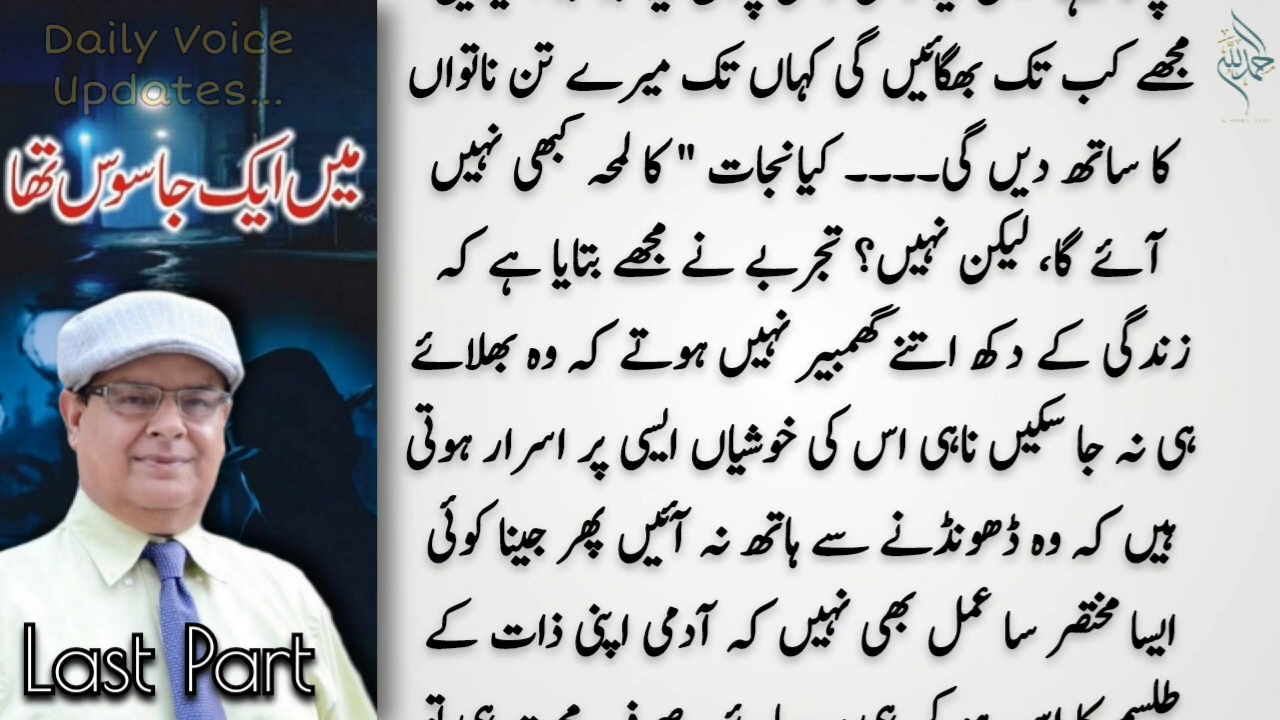 Daily Voice
Updates...
میں ایک جاسوس تھا
Last Part
مجھے کب تک بھگائیں گی کہاں تک میرے تن ناتواں
کا ساتھ دیں گی۔۔۔۔ کیانجات " کا لمحہ کبھی نہیں
آئے گا، لیکن نہیں؟ تجربے نے مجھے بتایا ہے کہ
زندگی کے دکھ اتنے گھمبیر نہیں ہوتے کہ وہ بھلائے
ہی نہ جا سکیں ناہی اس کی خوشیاں ایسی پر اسرار ہوتی
ہیں کہ وہ ڈھونڈنے سے ہاتھ نہ آئیں پھر جینا کوئی
ایسا مختصر سا عمل بھی نہیں کہ آدمی اپنی ذات کے